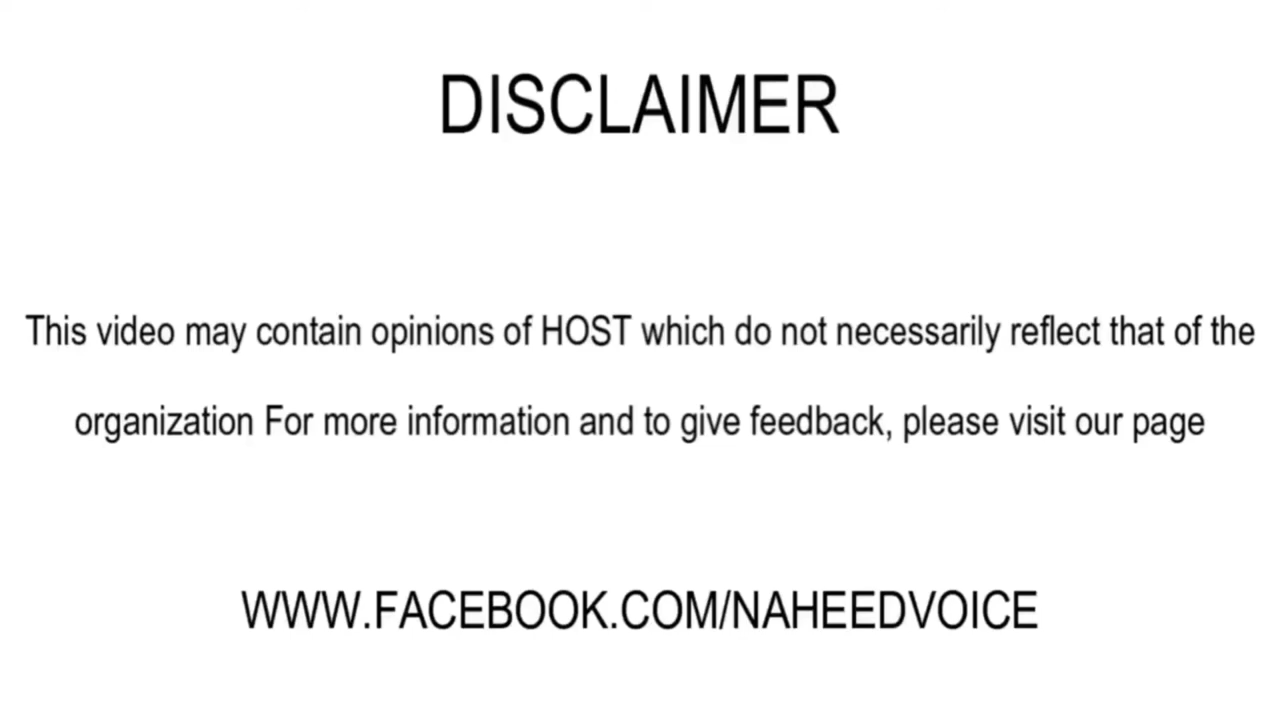 DISCLAIMER
This video may contain opinions of HOST which do not necessarily reflect that of the
organization For more information and to give feedback, please visit our page
WWW.FACEBOOK.COM/NAHEEDVOICE